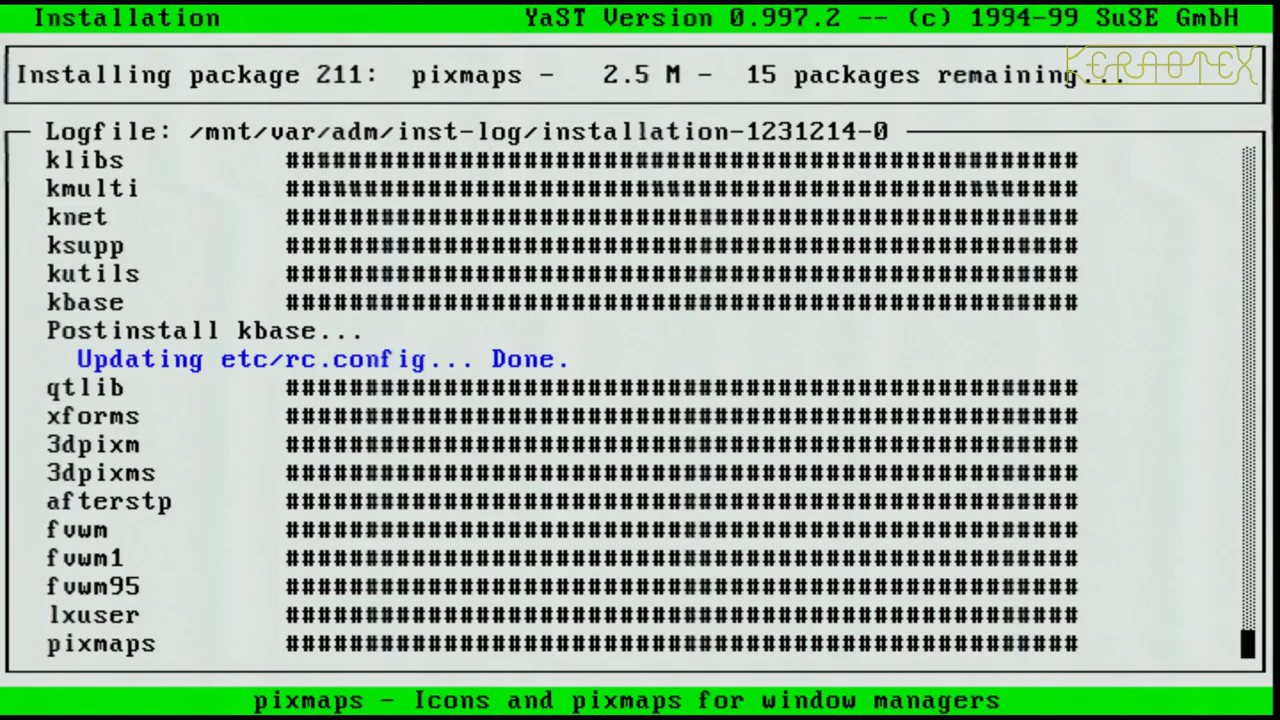 Installation YaST Version 0.997.2 -- (c) 1994-99 SuSE GmbH
KERNOTEX
Installing package 211: pixmaps - 2.5 M - 15 packages remaining...
Logfile: /mnt/var/adm/inst-log/installation-1231214-0
klibs ##################################################
kmulti ##################################################
knet ##################################################
ksupp ##################################################
kutils ##################################################
kbase ##################################################
Postinstall kbase...
Updating etc/rc.config... Done.
qtlib ##################################################
xforms ##################################################
3dpixm ##################################################
3dpixms ##################################################
afterstp ##################################################
fvwm ##################################################
fvwm1 ##################################################
fvwm95 ##################################################
lxuser ##################################################
pixmaps ##################################################
pixmaps - Icons and pixmaps for window managers